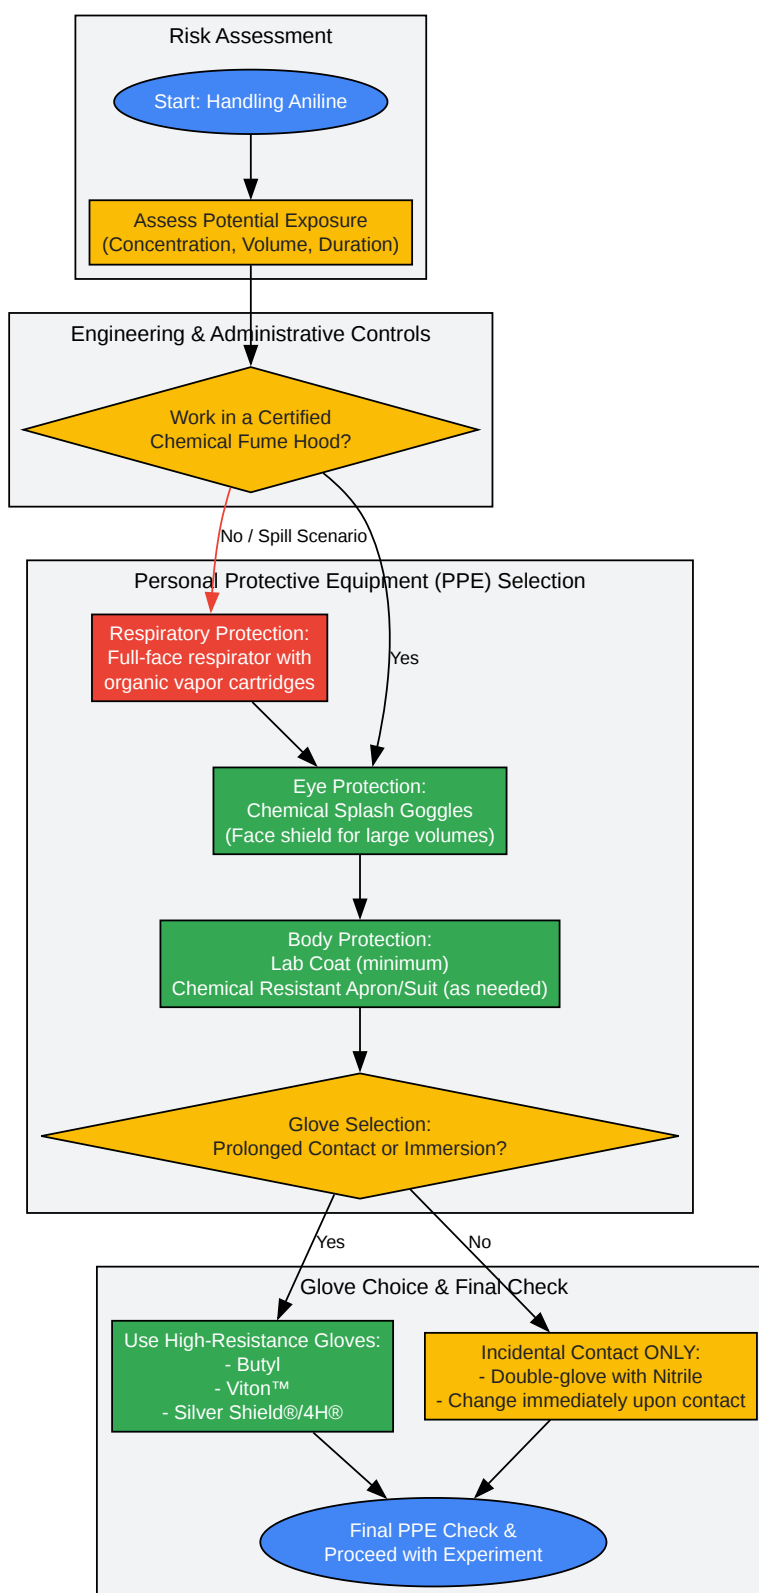 Risk Assessment
Start: Handling Aniline
Assess Potential Exposure
(Concentration, Volume, Duration)
Engineering & Administrative Controls
Work in a Certified
Chemical Fume Hood?
No / Spill Scenario
Personal Protective Equipment (PPE) Selection
Respiratory Protection:
Full-face respirator with
organic vapor cartridges
Yes
Eye Protection:
Chemical Splash Goggles
(Face shield for large volumes)
Body Protection:
Lab Coat (minimum)
Chemical Resistant Apron/Suit (as needed)
Glove Selection:
Prolonged Contact or Immersion?
Yes
No
Glove Choice & Final Check
Use High-Resistance Gloves:
- Butyl
- Viton™
- Silver Shield®/4H®
Incidental Contact ONLY:
- Double-glove with Nitrile
- Change immediately upon contact
Final PPE Check &
Proceed with Experiment